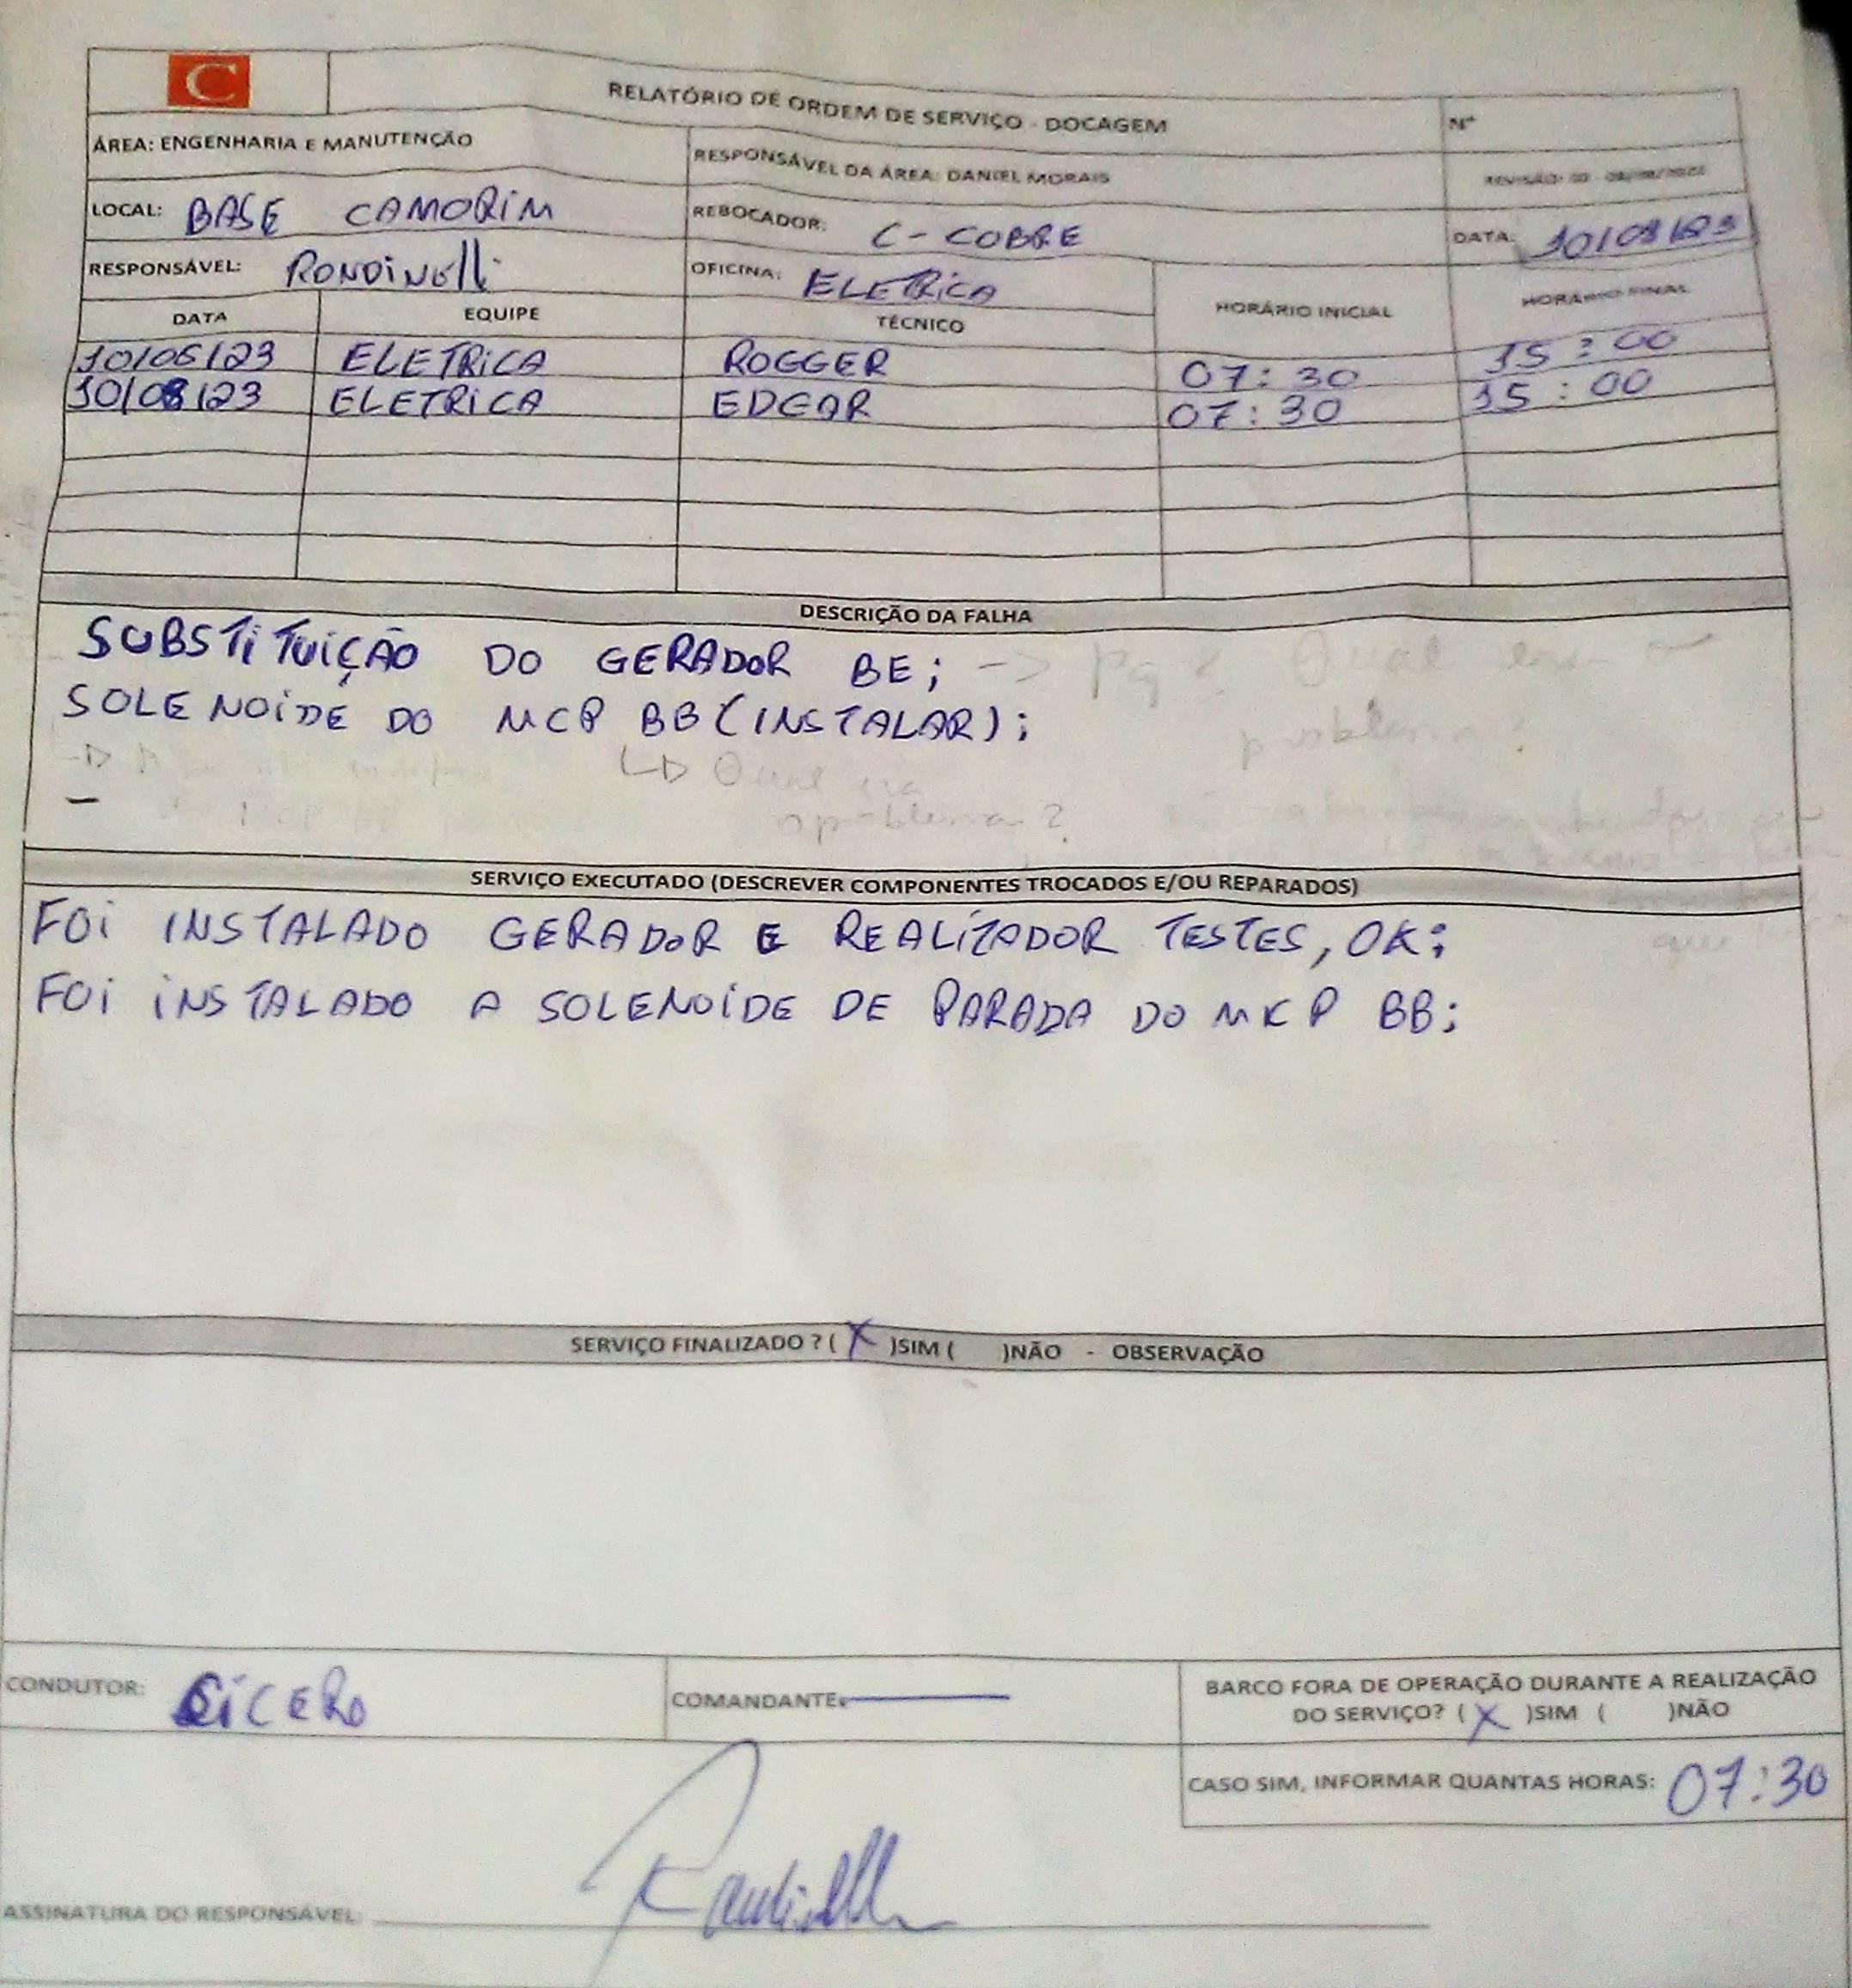 C
RELATÓRIO DE ORDEM DE SERVIÇO - DOCAGEM
Nº
ÁREA: ENGENHARIA E MANUTENÇÃO
RESPONSÁVEL DA ÁREA: DANIEL MORAIS
REVISÃO: 00 -
LOCAL: BASE CAMORIM
REBOCADOR: C-COBRE
DATA: 10/08/23
RESPONSÁVEL: RONDINELLI
OFICINA: ELETRICA
HORÁRIO INICIAL
HORÁRIO FINAL
DATA EQUIPE TÉCNICO
10/08/23 ELETRICA ROGGER 07:30 15:00
10/08/23 ELETRICA EDGAR 07:30 15:00
DESCRIÇÃO DA FALHA
SUBSTITUIÇÃO DO GERADOR BE; -> Pq? Qual era o
problema?
SOLENOIDE DO MCP BB (INSTALAR);
Qual era
o problema?
SERVIÇO EXECUTADO (DESCREVER COMPONENTES TROCADOS E/OU REPARADOS)
FOI INSTALADO GERADOR E REALIZADOR TESTES, OK;
que
FOI INSTALADO A SOLENOIDE DE PARADA DO MKP BB;
SERVIÇO FINALIZADO ? ( X )SIM ( )NÃO - OBSERVAÇÃO
CONDUTOR: CICERO
COMANDANTE:
BARCO FORA DE OPERAÇÃO DURANTE A REALIZAÇÃO
DO SERVIÇO? ( X )SIM ( )NÃO
CASO SIM, INFORMAR QUANTAS HORAS: 07:30
ASSINATURA DO RESPONSÁVEL: Rondinelli